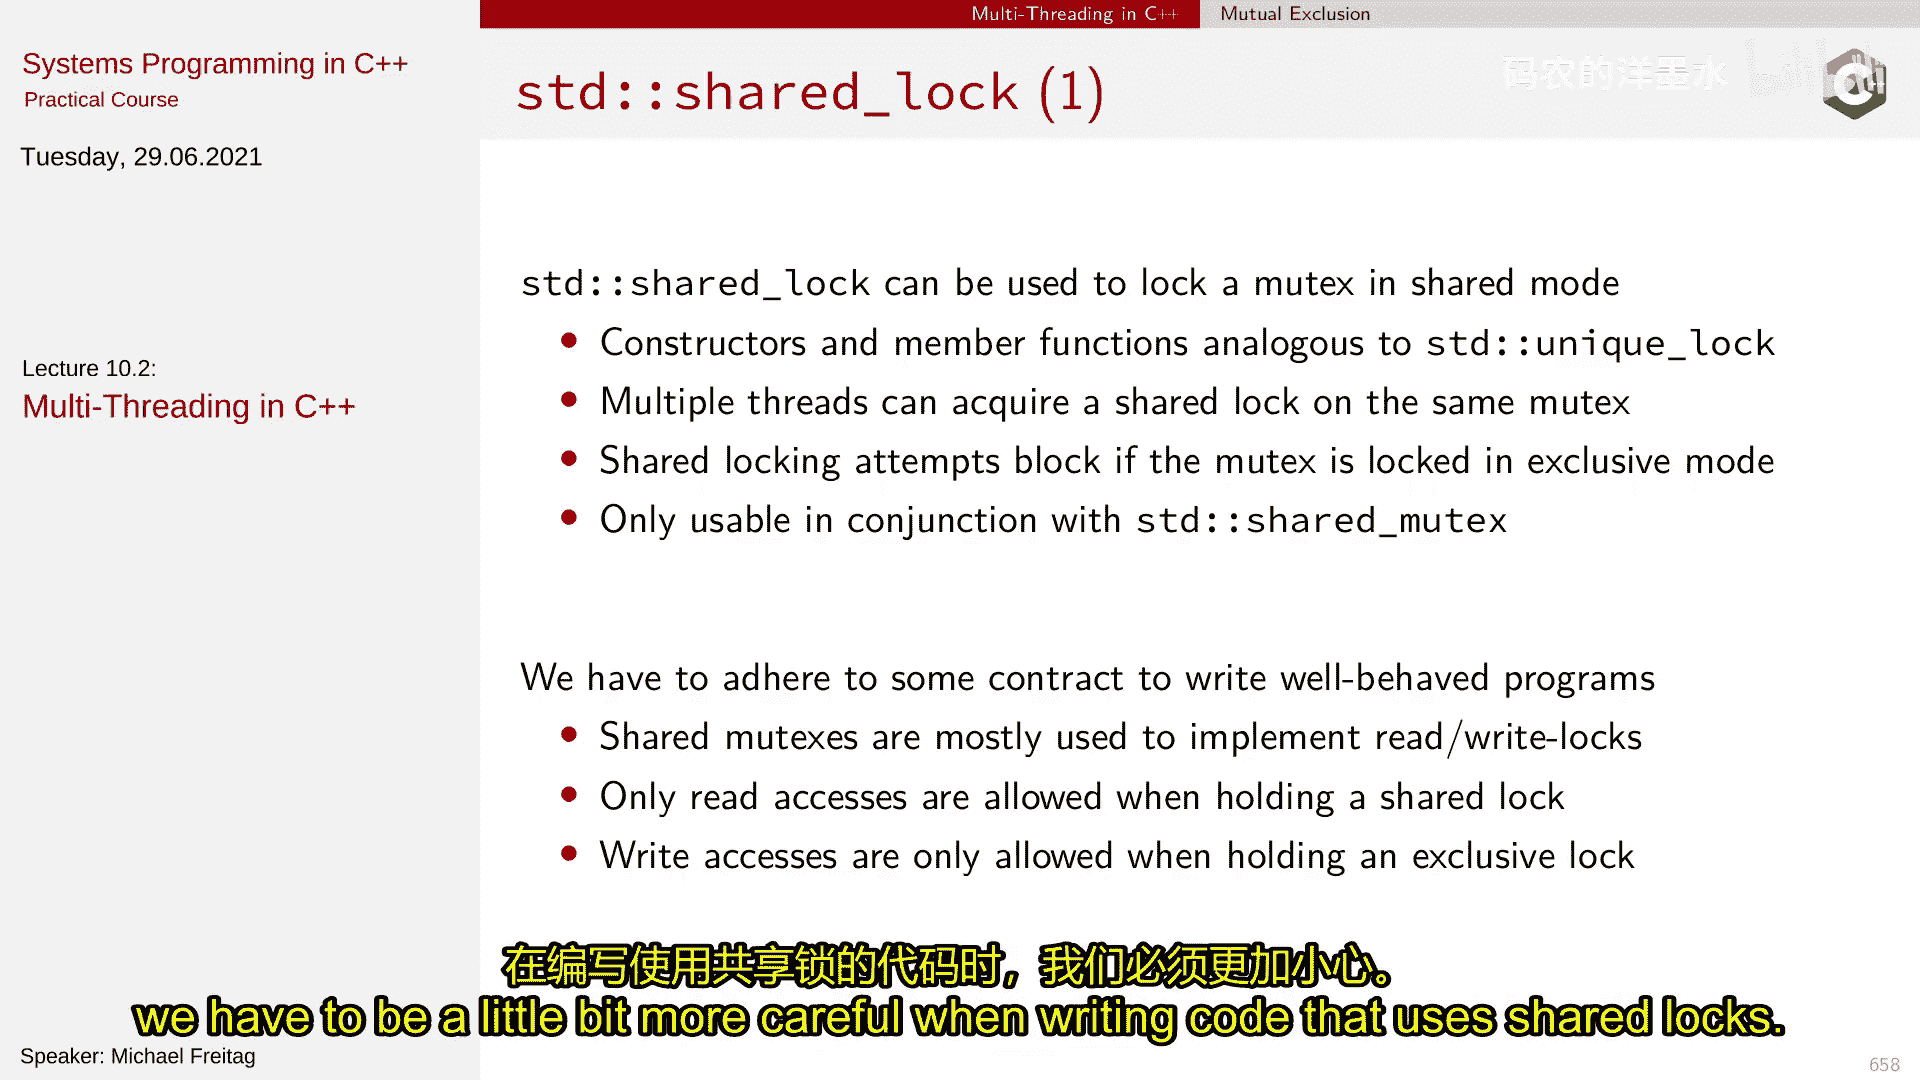 Multi-Threading in C++ Mutual Exclusion
Systems Programming in C++
Practical Course
Tuesday, 29.06.2021
std::shared_lock (1)
码农的洋墨水
Lecture 10.2:
Multi-Threading in C++
std::shared_lock can be used to lock a mutex in shared mode
• Constructors and member functions analogous to std::unique_lock
• Multiple threads can acquire a shared lock on the same mutex
• Shared locking attempts block if the mutex is locked in exclusive mode
• Only usable in conjunction with std::shared_mutex
We have to adhere to some contract to write well-behaved programs
• Shared mutexes are mostly used to implement read/write-locks
• Only read accesses are allowed when holding a shared lock
• Write accesses are only allowed when holding an exclusive lock
在编写使用共享锁的代码时，我们必须更加小心。
we have to be a little bit more careful when writing code that uses shared locks.
Speaker: Michael Freitag
658